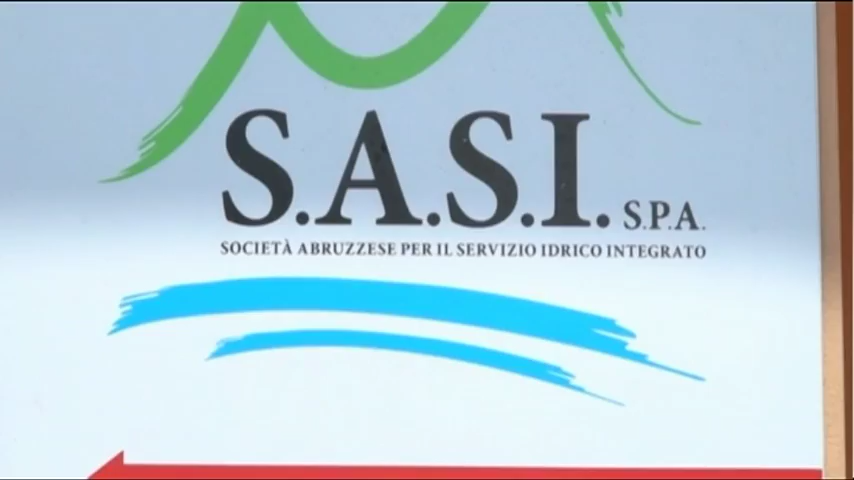 S.A.S.I. S.P.A.
SOCIETÀ ABRUZZESE PER IL SERVIZIO IDRICO INTEGRATO